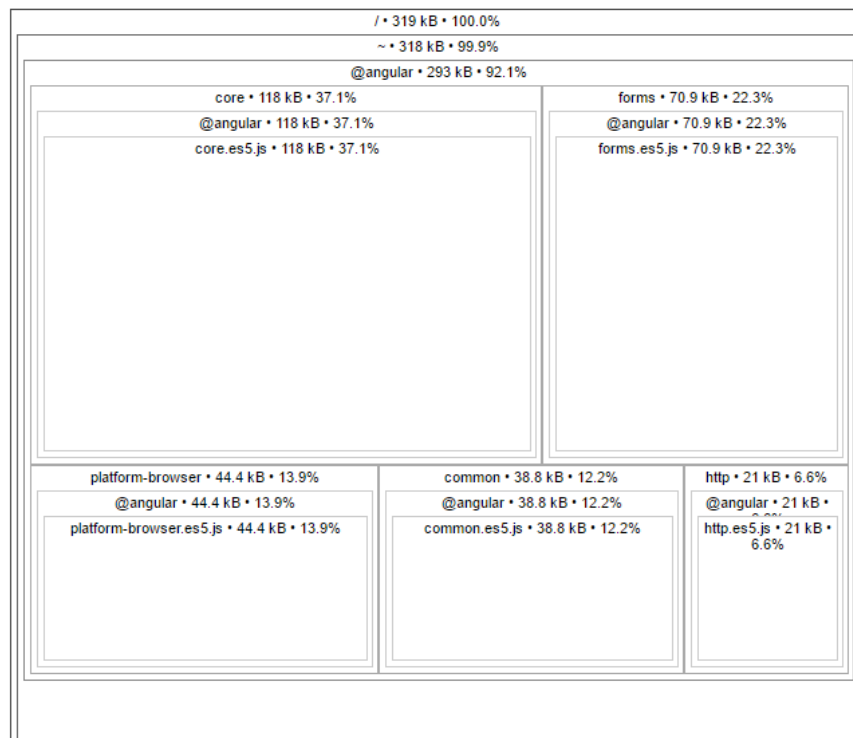 / • 319 kB • 100.0%
~ • 318 kB • 99.9%
@angular • 293 kB • 92.1%
core • 118 kB • 37.1%
@angular • 118 kB • 37.1%
core.es5.js • 118 kB • 37.1%
forms • 70.9 kB • 22.3%
@angular • 70.9 kB • 22.3%
forms.es5.js • 70.9 kB • 22.3%
platform-browser • 44.4 kB • 13.9%
@angular • 44.4 kB • 13.9%
platform-browser.es5.js • 44.4 kB • 13.9%
common • 38.8 kB • 12.2%
@angular • 38.8 kB • 12.2%
common.es5.js • 38.8 kB • 12.2%
http • 21 kB • 6.6%
@angular • 21 kB •
http.es5.js • 21 kB •
6.6%